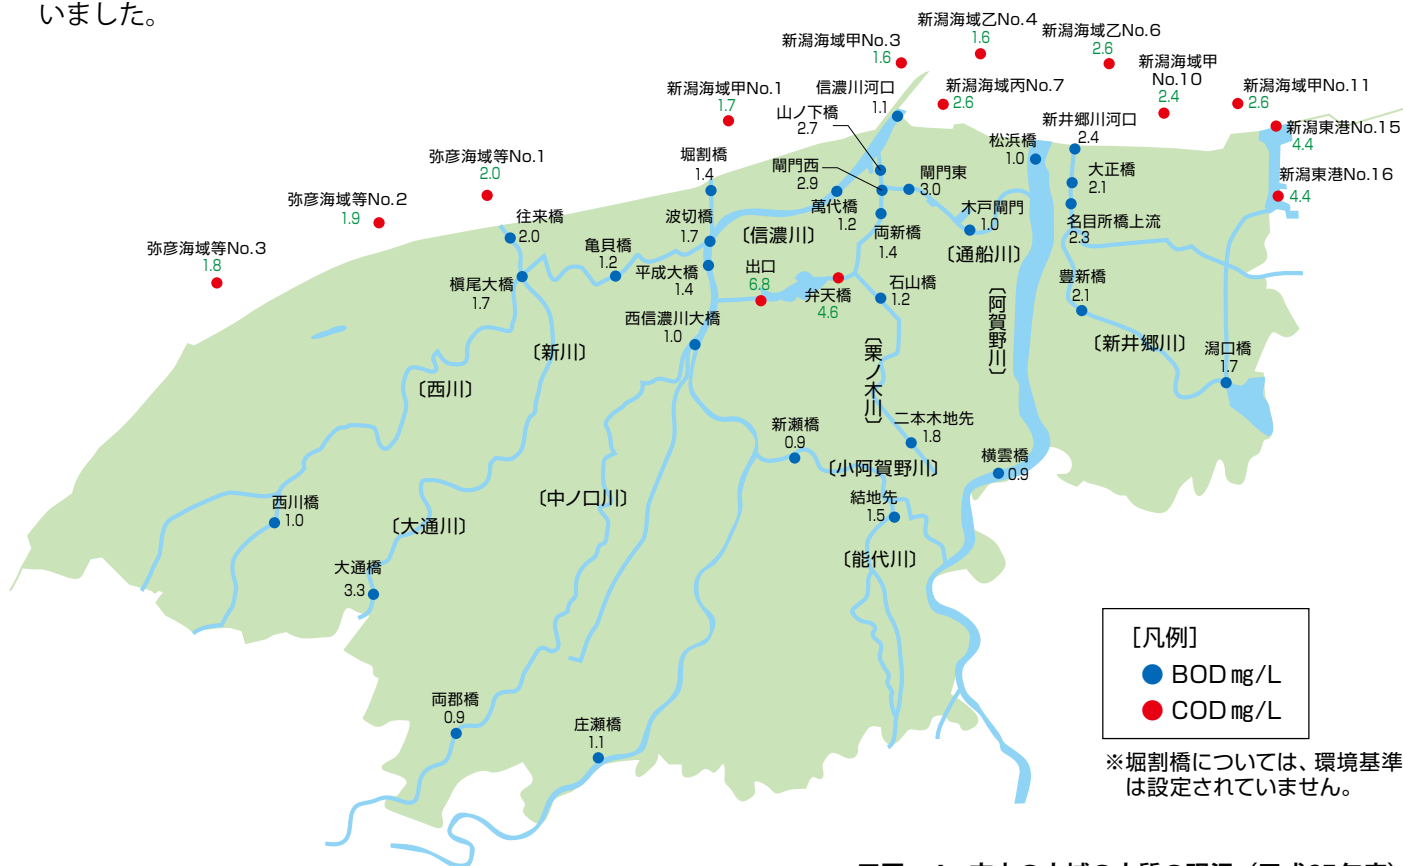 いました。
新潟海域乙No.4
1.6
新潟海域甲No.3
1.6
新潟海域乙No.6
2.6
新潟海域甲
No.10
2.4
新潟海域甲No.1
1.7
信濃川河口
1.1
新潟海域丙No.7
2.6
新潟海域甲No.11
2.6
山ノ下橋
2.7
新井郷川河口
2.4
新潟東港No.15
4.4
弥彦海域等No.1
2.0
堀割橋
1.4
閘門西
2.9
閘門東
3.0
松浜橋
1.0
大正橋
2.1
新潟東港No.16
4.4
弥彦海域等No.2
1.9
往来橋
2.0
波切橋
1.7
萬代橋
1.2
木戸閘門
1.0
名目所橋上流
2.3
弥彦海域等No.3
1.8
亀貝橋
1.2
〔信濃川〕
両新橋
1.4
〔通船川〕
槇尾大橋
1.7
平成大橋
1.4
出口
6.8
弁天橋
4.6
石山橋
1.2
豊新橋
2.1
西信濃川大橋
1.0
〔阿賀野川〕
〔新川〕
〔栗ノ木川〕
〔新井郷川〕
潟口橋
1.7
〔西川〕
新瀬橋
0.9
二本木地先
1.8
〔小阿賀野川〕
横雲橋
0.9
西川橋
1.0
〔中ノ口川〕
結地先
1.5
〔大通川〕
〔能代川〕
大通橋
3.3
両郡橋
0.9
庄瀬橋
1.1
［凡例］
BOD㎎/L
COD㎎/L
※堀割橋については、環境基準
は設定されていません。